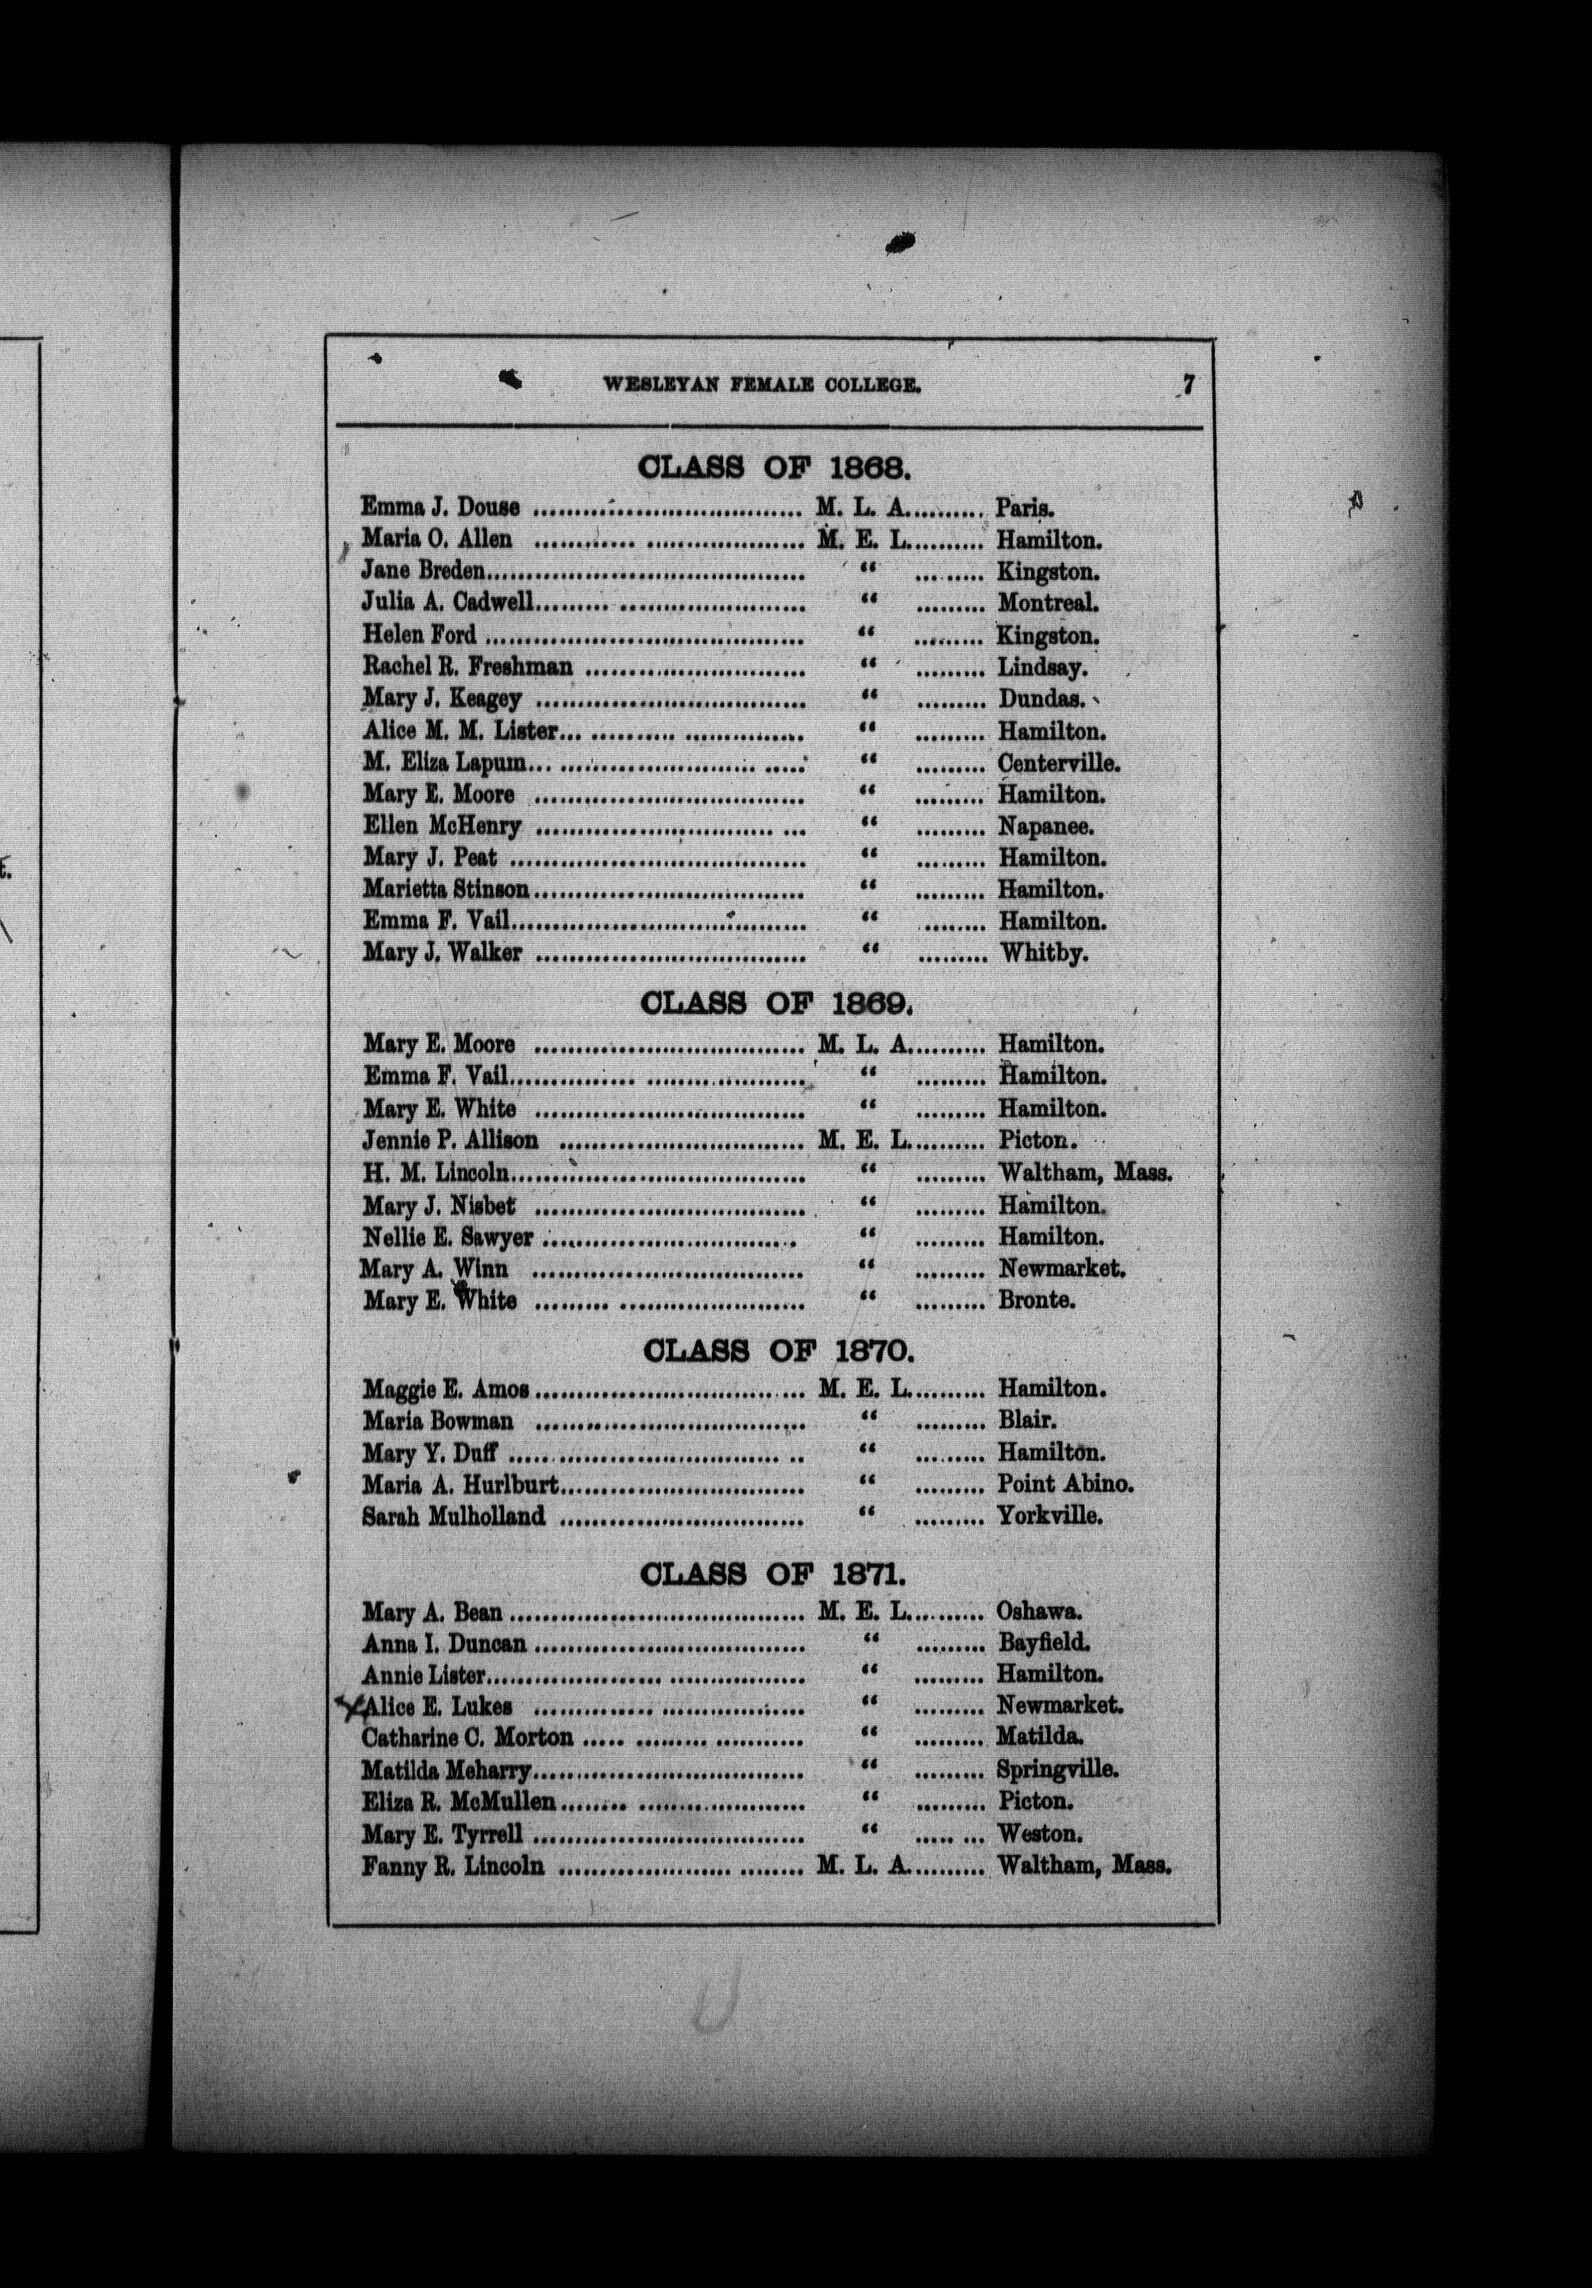 WESLEYAN FEMALE COLLEGE. 7
CLASS OF 1868.
Emma J. Douse ................................ M. L. A.......... Paris.
Maria O. Allen ................................ M. E. L.......... Hamilton.
Jane Breden...................................... “ ......... Kingston.
Julia A. Cadwell................................ “ ......... Montreal.
Helen Ford ...................................... “ ......... Kingston.
Rachel R. Freshman .......................... “ ......... Lindsay.
Mary J. Keagey ................................ “ ......... Dundas.
Alice M. M. Lister............................. “ ......... Hamilton.
M. Eliza Lapum................................. “ ......... Centerville.
Mary E. Moore ................................ “ ......... Hamilton.
Ellen McHenry ................................ “ ......... Napanee.
Mary J. Peat ................................... “ ......... Hamilton.
Marietta Stinson................................ “ ......... Hamilton.
Emma F. Vail................................... “ ........ Hamilton.
Mary J. Walker ................................ “ ......... Whitby.
CLASS OF 1869.
Mary E. Moore ................................ M. L. A.......... Hamilton.
Emma F. Vail................................... “ ......... Hamilton.
Mary E. White ................................ “ ......... Hamilton.
Jennie P. Allison ............................. M. E. L.......... Picton.
H. M. Lincoln................................... “ ......... Waltham, Mass.
Mary J. Nisbet ................................ “ ......... Hamilton.
Nellie E. Sawyer .............................. “ ......... Hamilton.
Mary A. Winn ................................ “ ......... Newmarket.
Mary E. White ................................ “ ......... Bronte.
CLASS OF 1870.
Maggie E. Amos................................ M. E. L.......... Hamilton.
Maria Bowman ................................ “ ......... Blair.
Mary Y. Duff ................................... “ ......... Hamilton.
Maria A. Hurlburt............................. “ ......... Point Abino.
Sarah Mulholland ............................. “ ......... Yorkville.
CLASS OF 1871.
Mary A. Bean ................................... M. E. L.......... Oshawa.
Anna I. Duncan ................................ “ ......... Bayfield.
Annie Lister...................................... “ ......... Hamilton.
Alice E. Lukes ................................ “ ......... Newmarket.
Catharine C. Morton .......................... “ ......... Matilda.
Matilda Meharry................................ “ ......... Springville.
Eliza R. McMullen............................. “ ......... Picton.
Mary E. Tyrrell ................................ “ ........ Weston.
Fanny R. Lincoln ............................. M. L. A.......... Waltham, Mass.